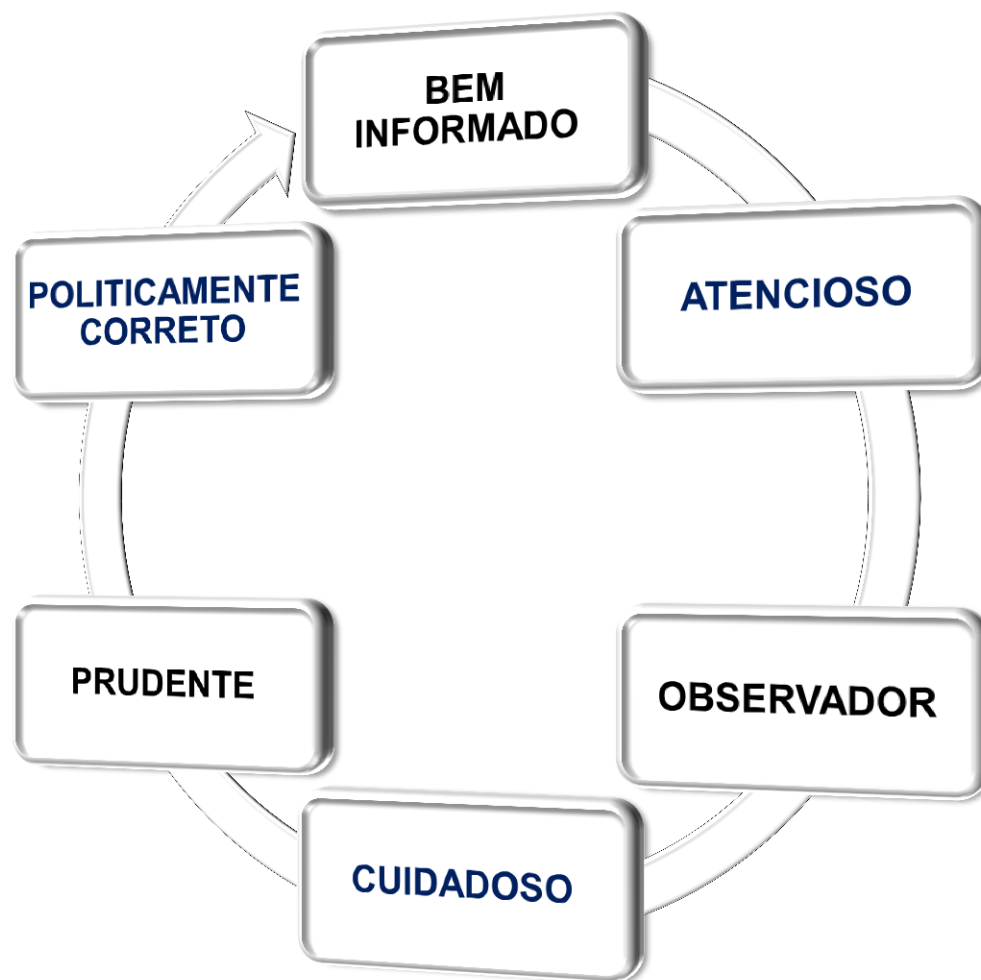 BEM
INFORMADO
ATENCIOSO
OBSERVADOR
CUIDADOSO
PRUDENTE
POLITICAMENTE
CORRETO